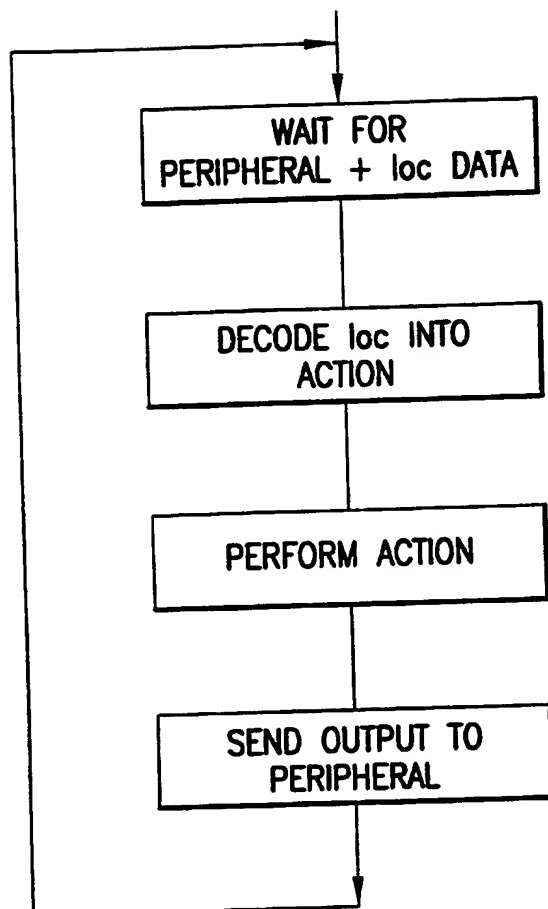 WAIT FOR
PERIPHERAL + loc DATA
DECODE loc INTO
ACTION
PERFORM ACTION
SEND OUTPUT TO
PERIPHERAL